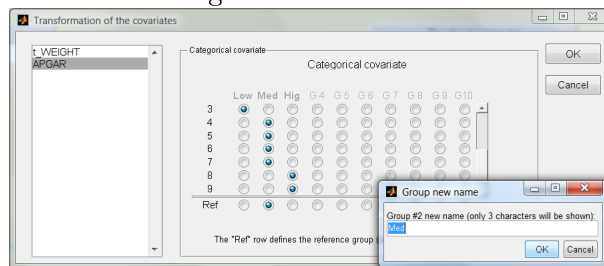 Transformation of the covariates
t_WEIGHT
APGAR
Categorical covariate
Categorical covariate
Low Med Hig G 4 G 5 G 6 G 7 G 8 G 9 G10
3
4
5
6
7
8
9
Ref
The "Ref" row defines the reference group
OK
Cancel
Group new name
Group #2 new name (only 3 characters will be shown):
Med
OK Cancel